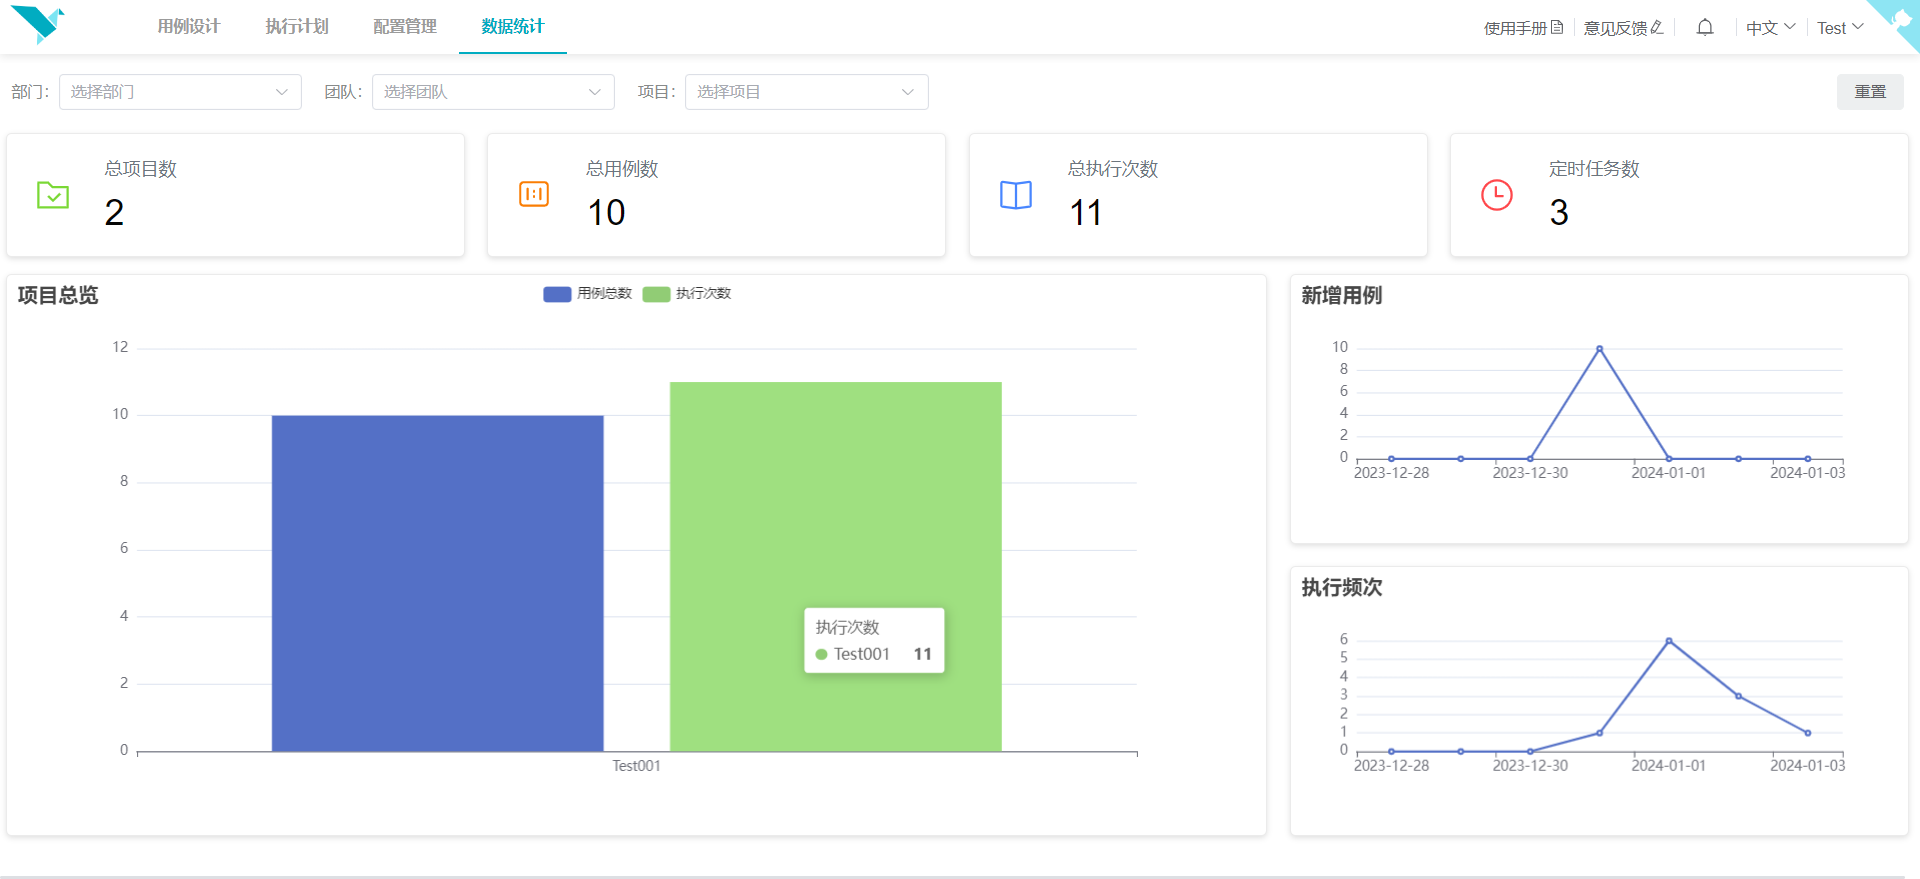 用例设计 执行计划 配置管理 数据统计 使用手册 意见反馈 中文 Test
部门: 选择部门 团队: 选择团队 项目: 选择项目 重置
总项目数 总用例数 总执行次数 定时任务数
2 10 11 3
项目总览
用例总数 执行次数
12
10
8
6
4
2
0
Test001
执行次数
Test001 11
新增用例
10
8
6
4
2
0
2023-12-28 2023-12-30 2024-01-01 2024-01-03
执行频次
6
5
4
3
2
1
0
2023-12-28 2023-12-30 2024-01-01 2024-01-03